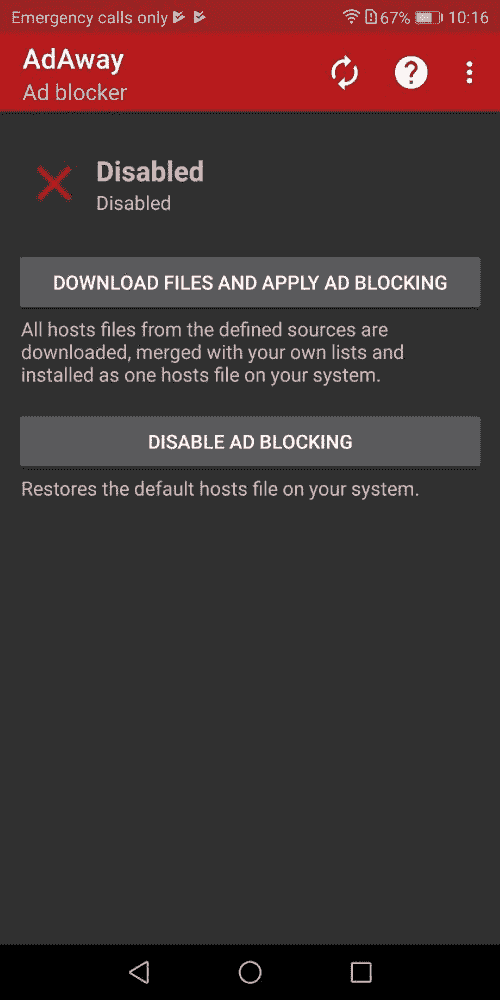 Emergency calls only 67% 10:16
AdAway
Ad blocker
Disabled
Disabled
DOWNLOAD FILES AND APPLY AD BLOCKING
All hosts files from the defined sources are
downloaded, merged with your own lists and
installed as one hosts file on your system.
DISABLE AD BLOCKING
Restores the default hosts file on your system.